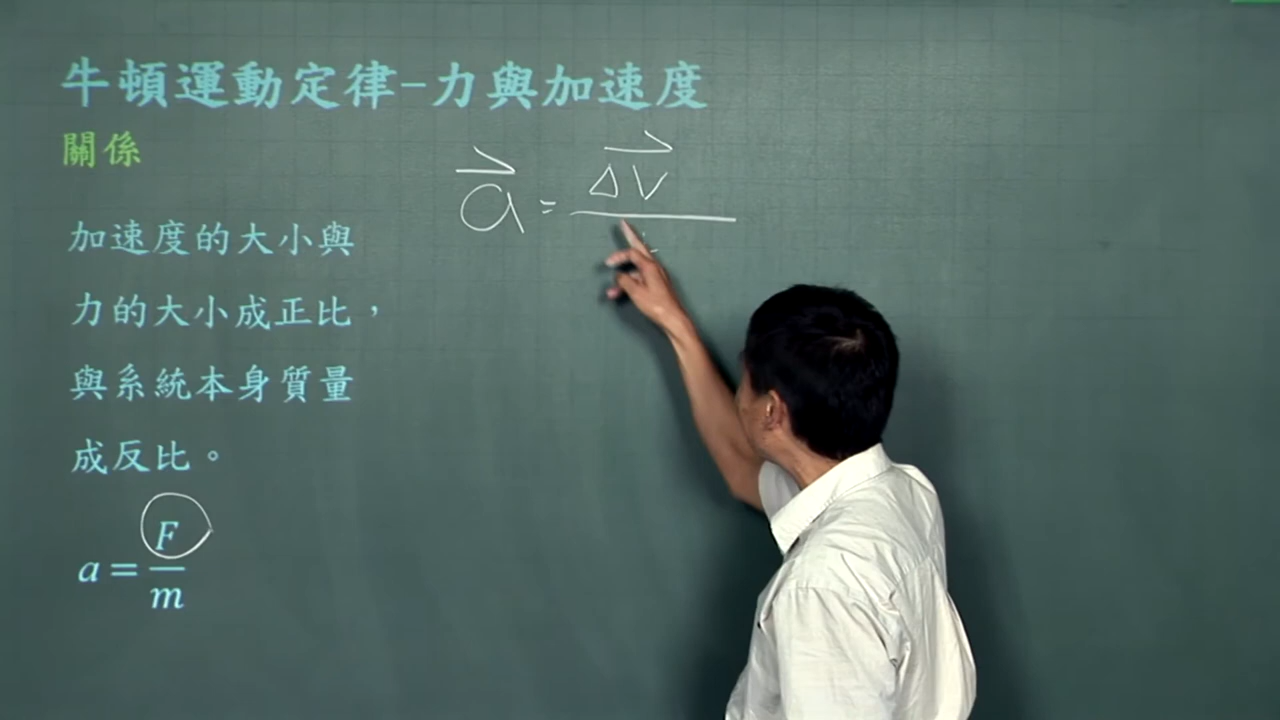 牛頓運動定律-力與加速度
關係
加速度的大小與
力的大小成正比，
與系統本身質量
成反比。
a = F/m
a⃗ = Δv⃗ /